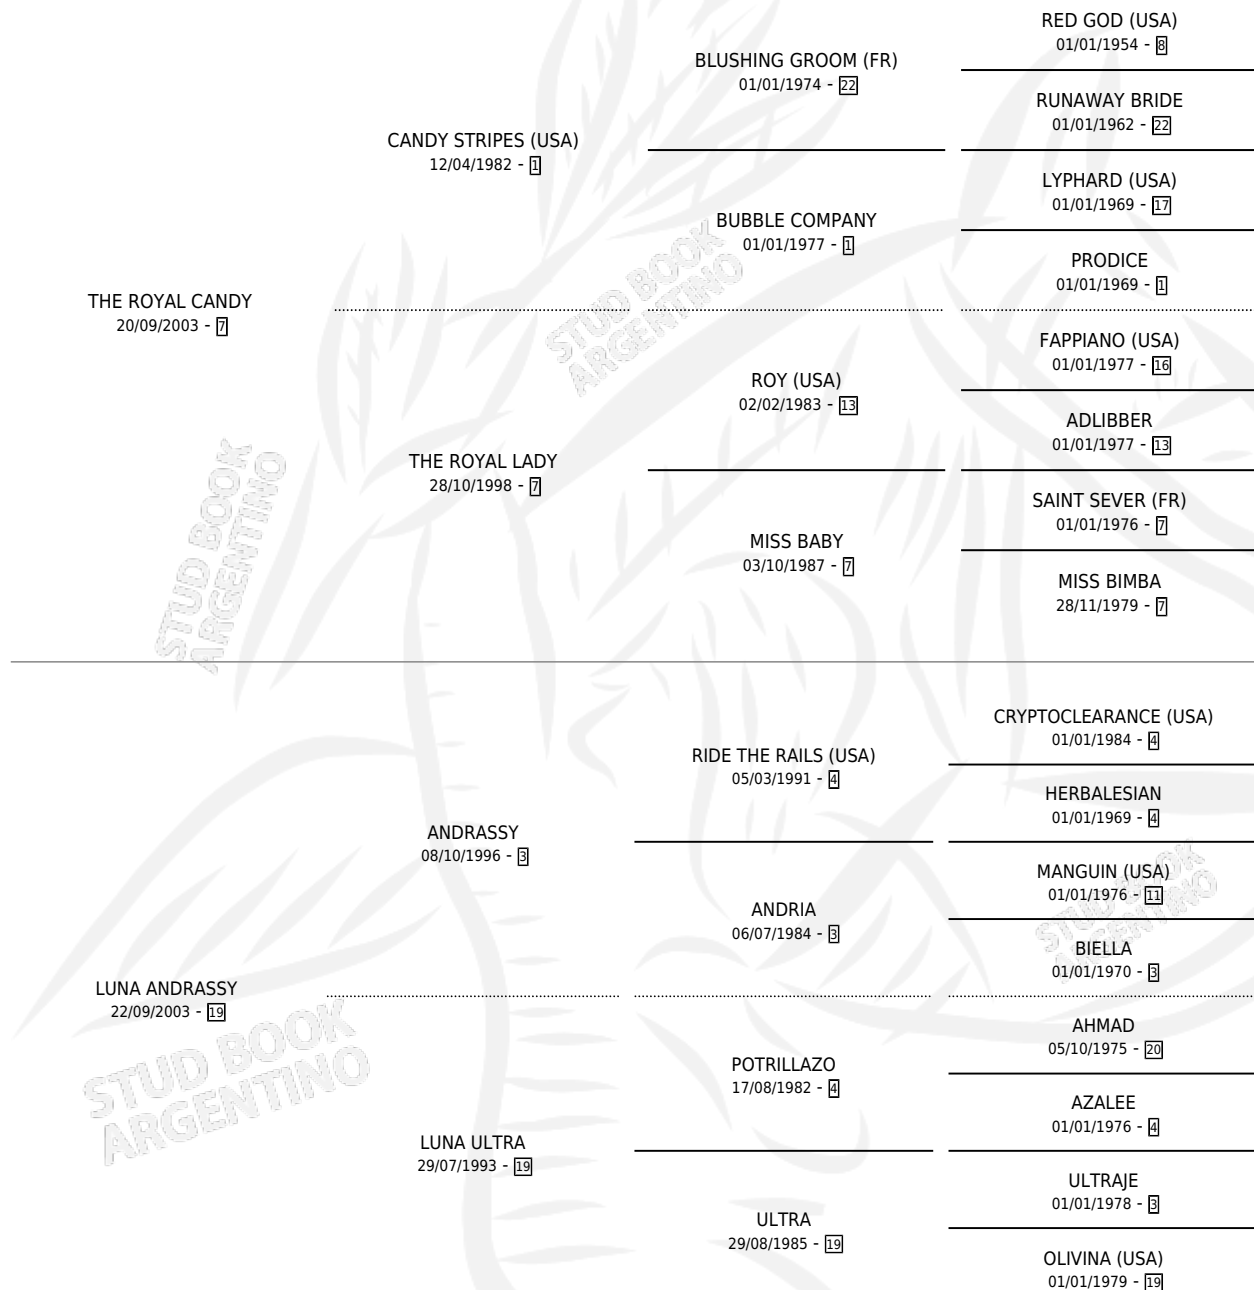 RED GOD (USA)
01/01/1954 - 8
BLUSHING GROOM (FR)
01/01/1974 - 22
RUNAWAY BRIDE
01/01/1962 - 22
CANDY STRIPES (USA)
12/04/1982 - 1
LYPHARD (USA)
01/01/1969 - 17
BUBBLE COMPANY
01/01/1977 - 1
PRODICE
01/01/1969 - 1
THE ROYAL CANDY
20/09/2003 - 7
FAPPIANO (USA)
01/01/1977 - 16
ROY (USA)
02/02/1983 - 13
ADLIBBER
01/01/1977 - 13
THE ROYAL LADY
28/10/1998 - 7
SAINT SEVER (FR)
01/01/1976 - 7
MISS BABY
03/10/1987 - 7
MISS BIMBA
28/11/1979 - 7
CRYPTOCLEARANCE (USA)
01/01/1984 - 4
RIDE THE RAILS (USA)
05/03/1991 - 4
HERBALESIAN
01/01/1969 - 4
ANDRASSY
08/10/1996 - 3
MANGUIN (USA)
01/01/1976 - 11
ANDRIA
06/07/1984 - 3
BIELLA
01/01/1970 - 3
LUNA ANDRASSY
22/09/2003 - 19
AHMAD
05/10/1975 - 20
POTRILLAZO
17/08/1982 - 4
AZALEE
01/01/1976 - 4
LUNA ULTRA
29/07/1993 - 19
ULTRAJE
01/01/1978 - 3
ULTRA
29/08/1985 - 19
OLIVINA (USA)
01/01/1979 - 19
STUD BOOK
ARGENTINO
STUD BOOK
ARGENTINO
STUD BOOK
ARGENTINO
STUD BOOK
ARGENTINO